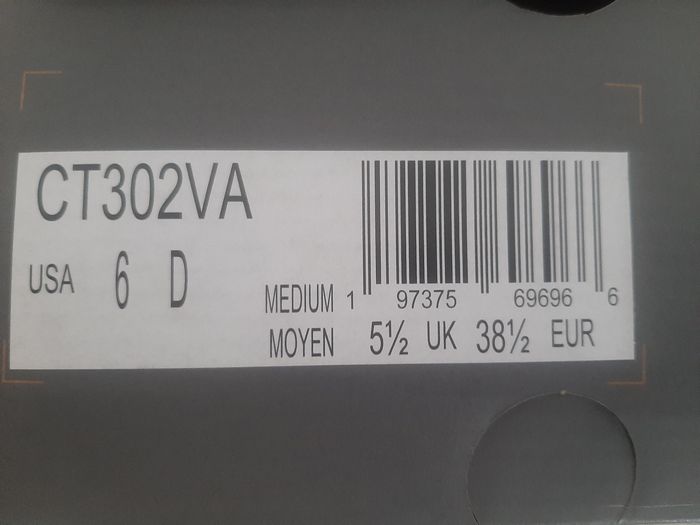 CT302VA
USA 6 D
MEDIUM 1 97375 69696 6
MOYEN 5½ UK 38½ EUR